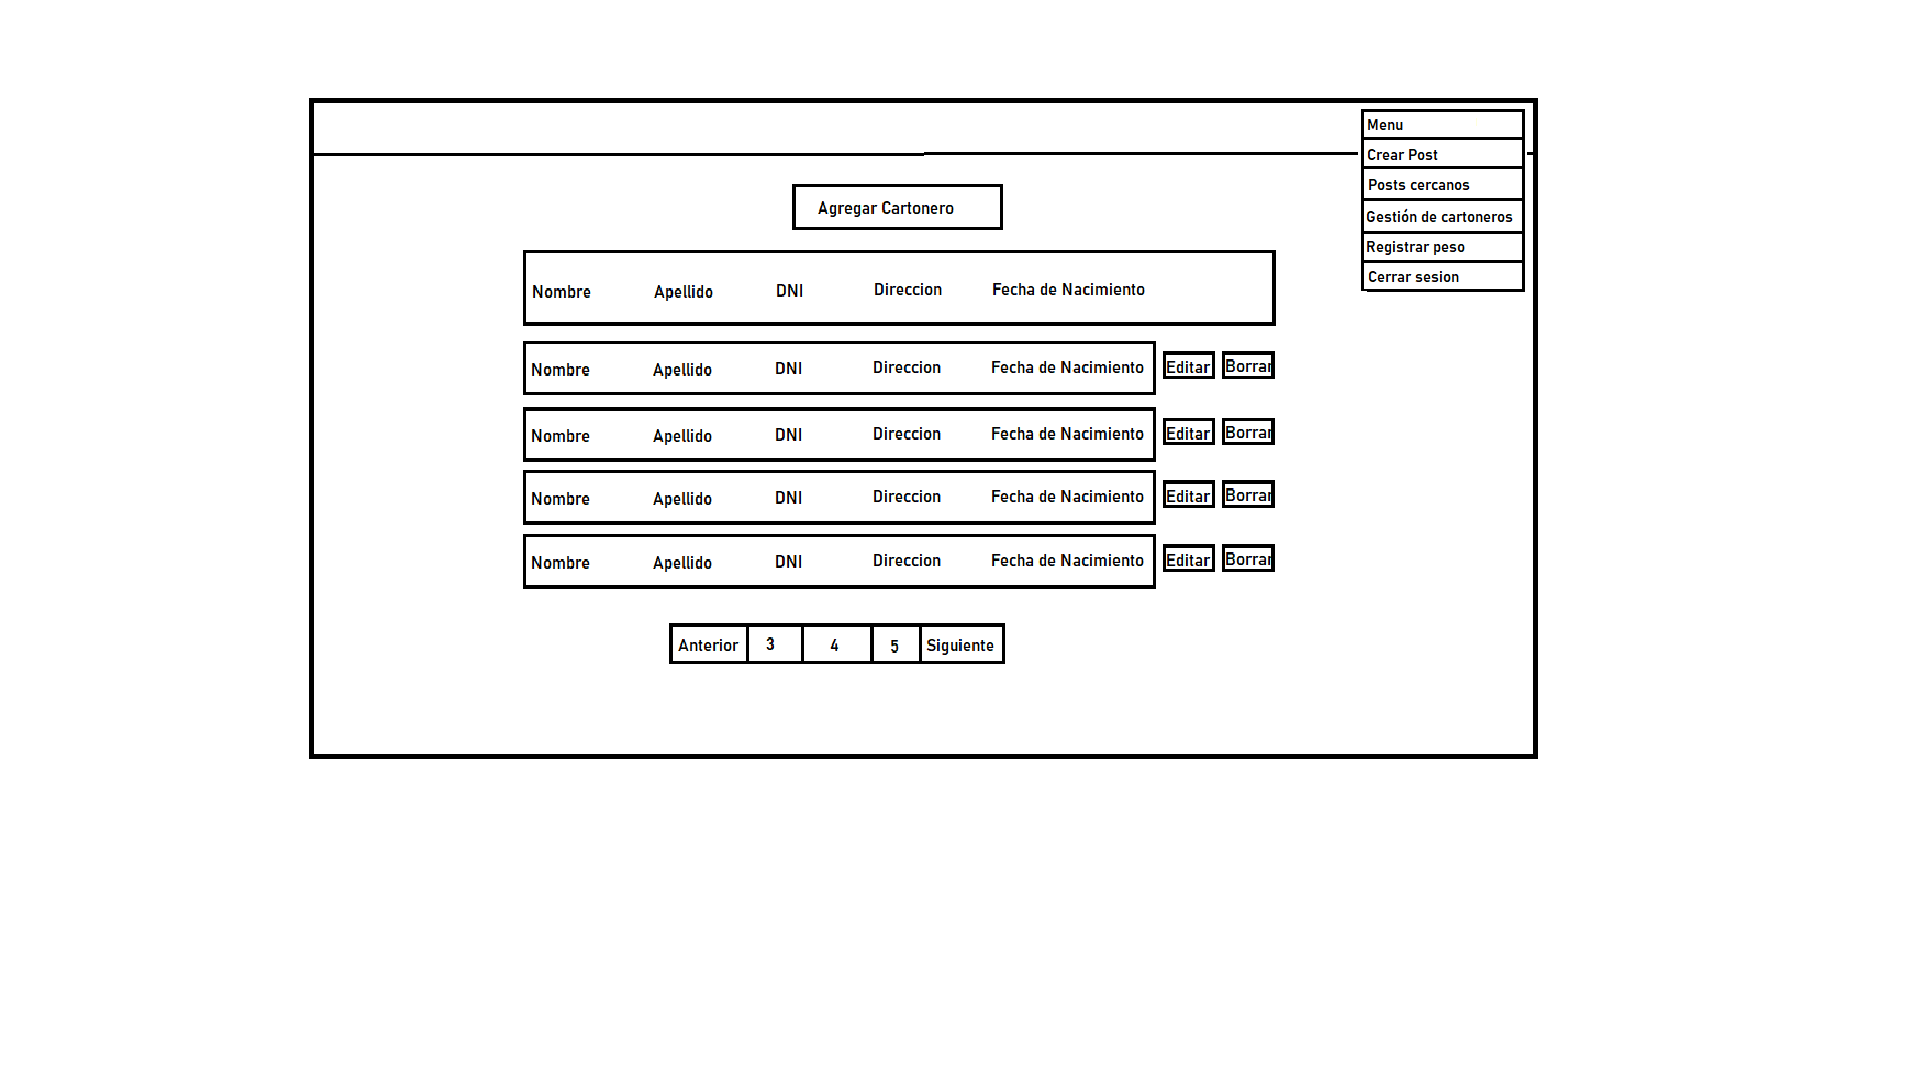 Menu
Crear Post
Posts cercanos
Gestión de cartoneros
Registrar peso
Cerrar sesion
Agregar Cartonero
Nombre Apellido DNI Direccion Fecha de Nacimiento
Nombre Apellido DNI Direccion Fecha de Nacimiento Editar Borrar
Nombre Apellido DNI Direccion Fecha de Nacimiento Editar Borrar
Nombre Apellido DNI Direccion Fecha de Nacimiento Editar Borrar
Nombre Apellido DNI Direccion Fecha de Nacimiento Editar Borrar
Anterior 3 4 5 Siguiente